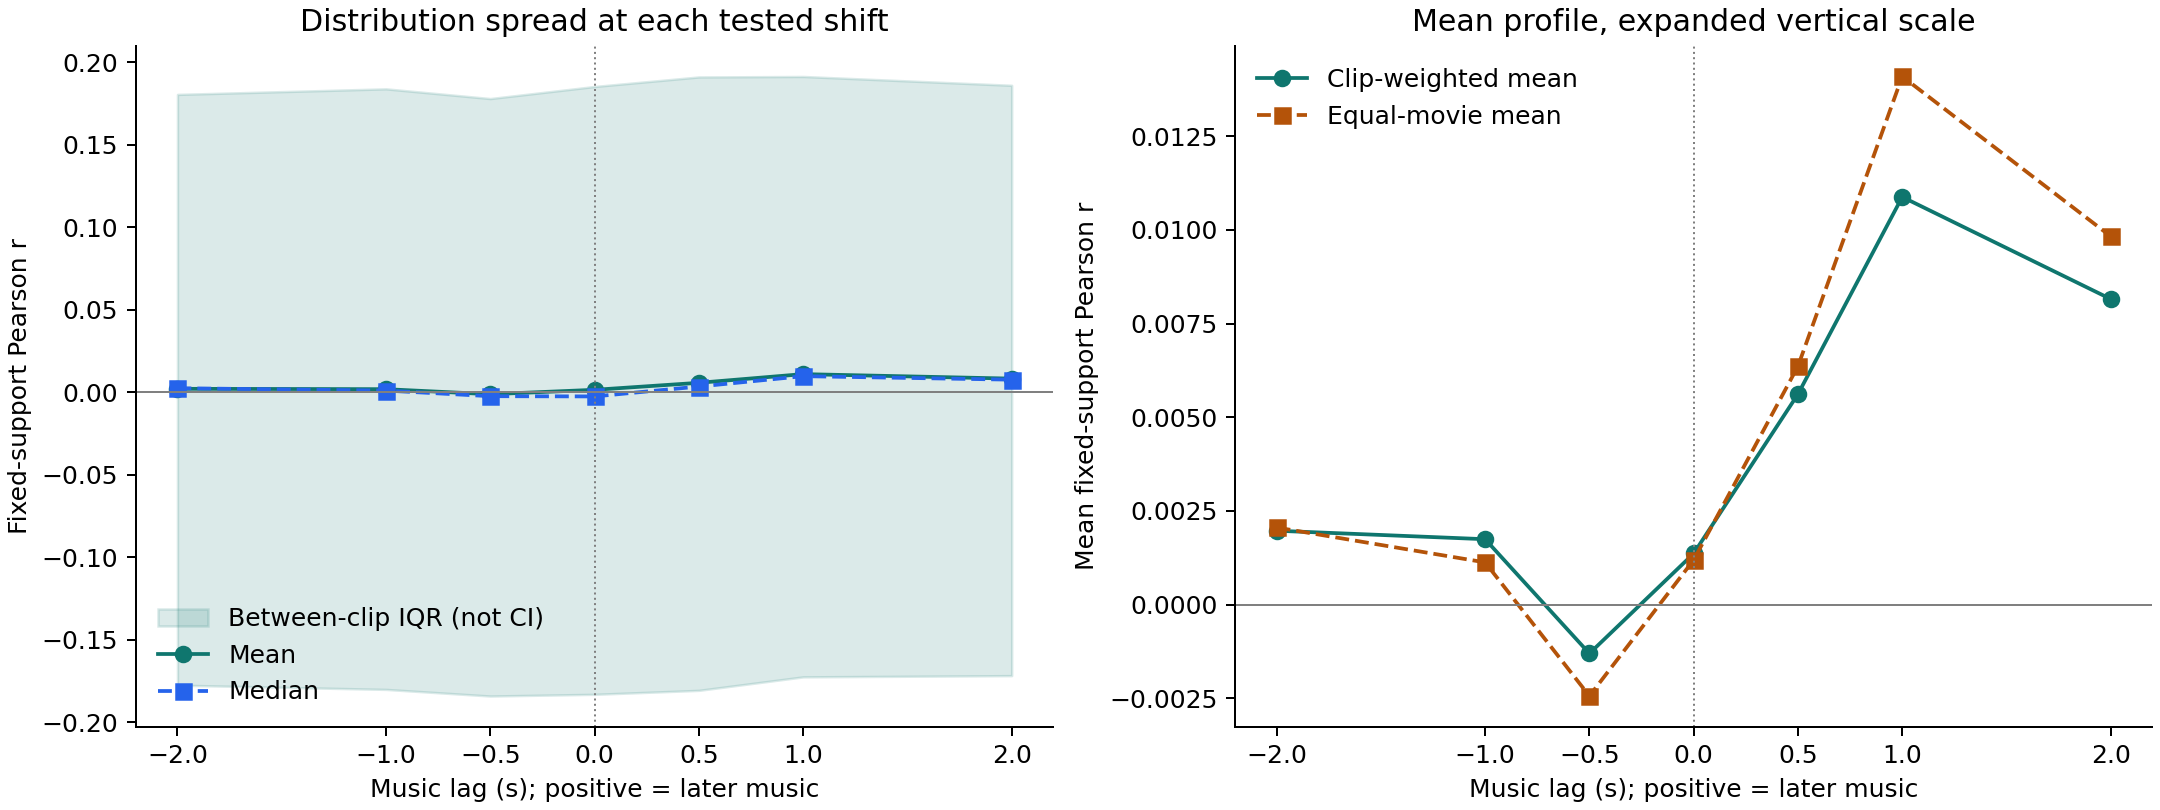 Distribution spread at each tested shift
Fixed-support Pearson r
0.20
0.15
0.10
0.05
0.00
−0.05
−0.10
−0.15
−0.20
Between-clip IQR (not CI)
Mean
Median
−2.0 −1.0 −0.5 0.0 0.5 1.0 2.0
Music lag (s); positive = later music
Mean profile, expanded vertical scale
Mean fixed-support Pearson r
0.0125
0.0100
0.0075
0.0050
0.0025
0.0000
−0.0025
Clip-weighted mean
Equal-movie mean
−2.0 −1.0 −0.5 0.0 0.5 1.0 2.0
Music lag (s); positive = later music